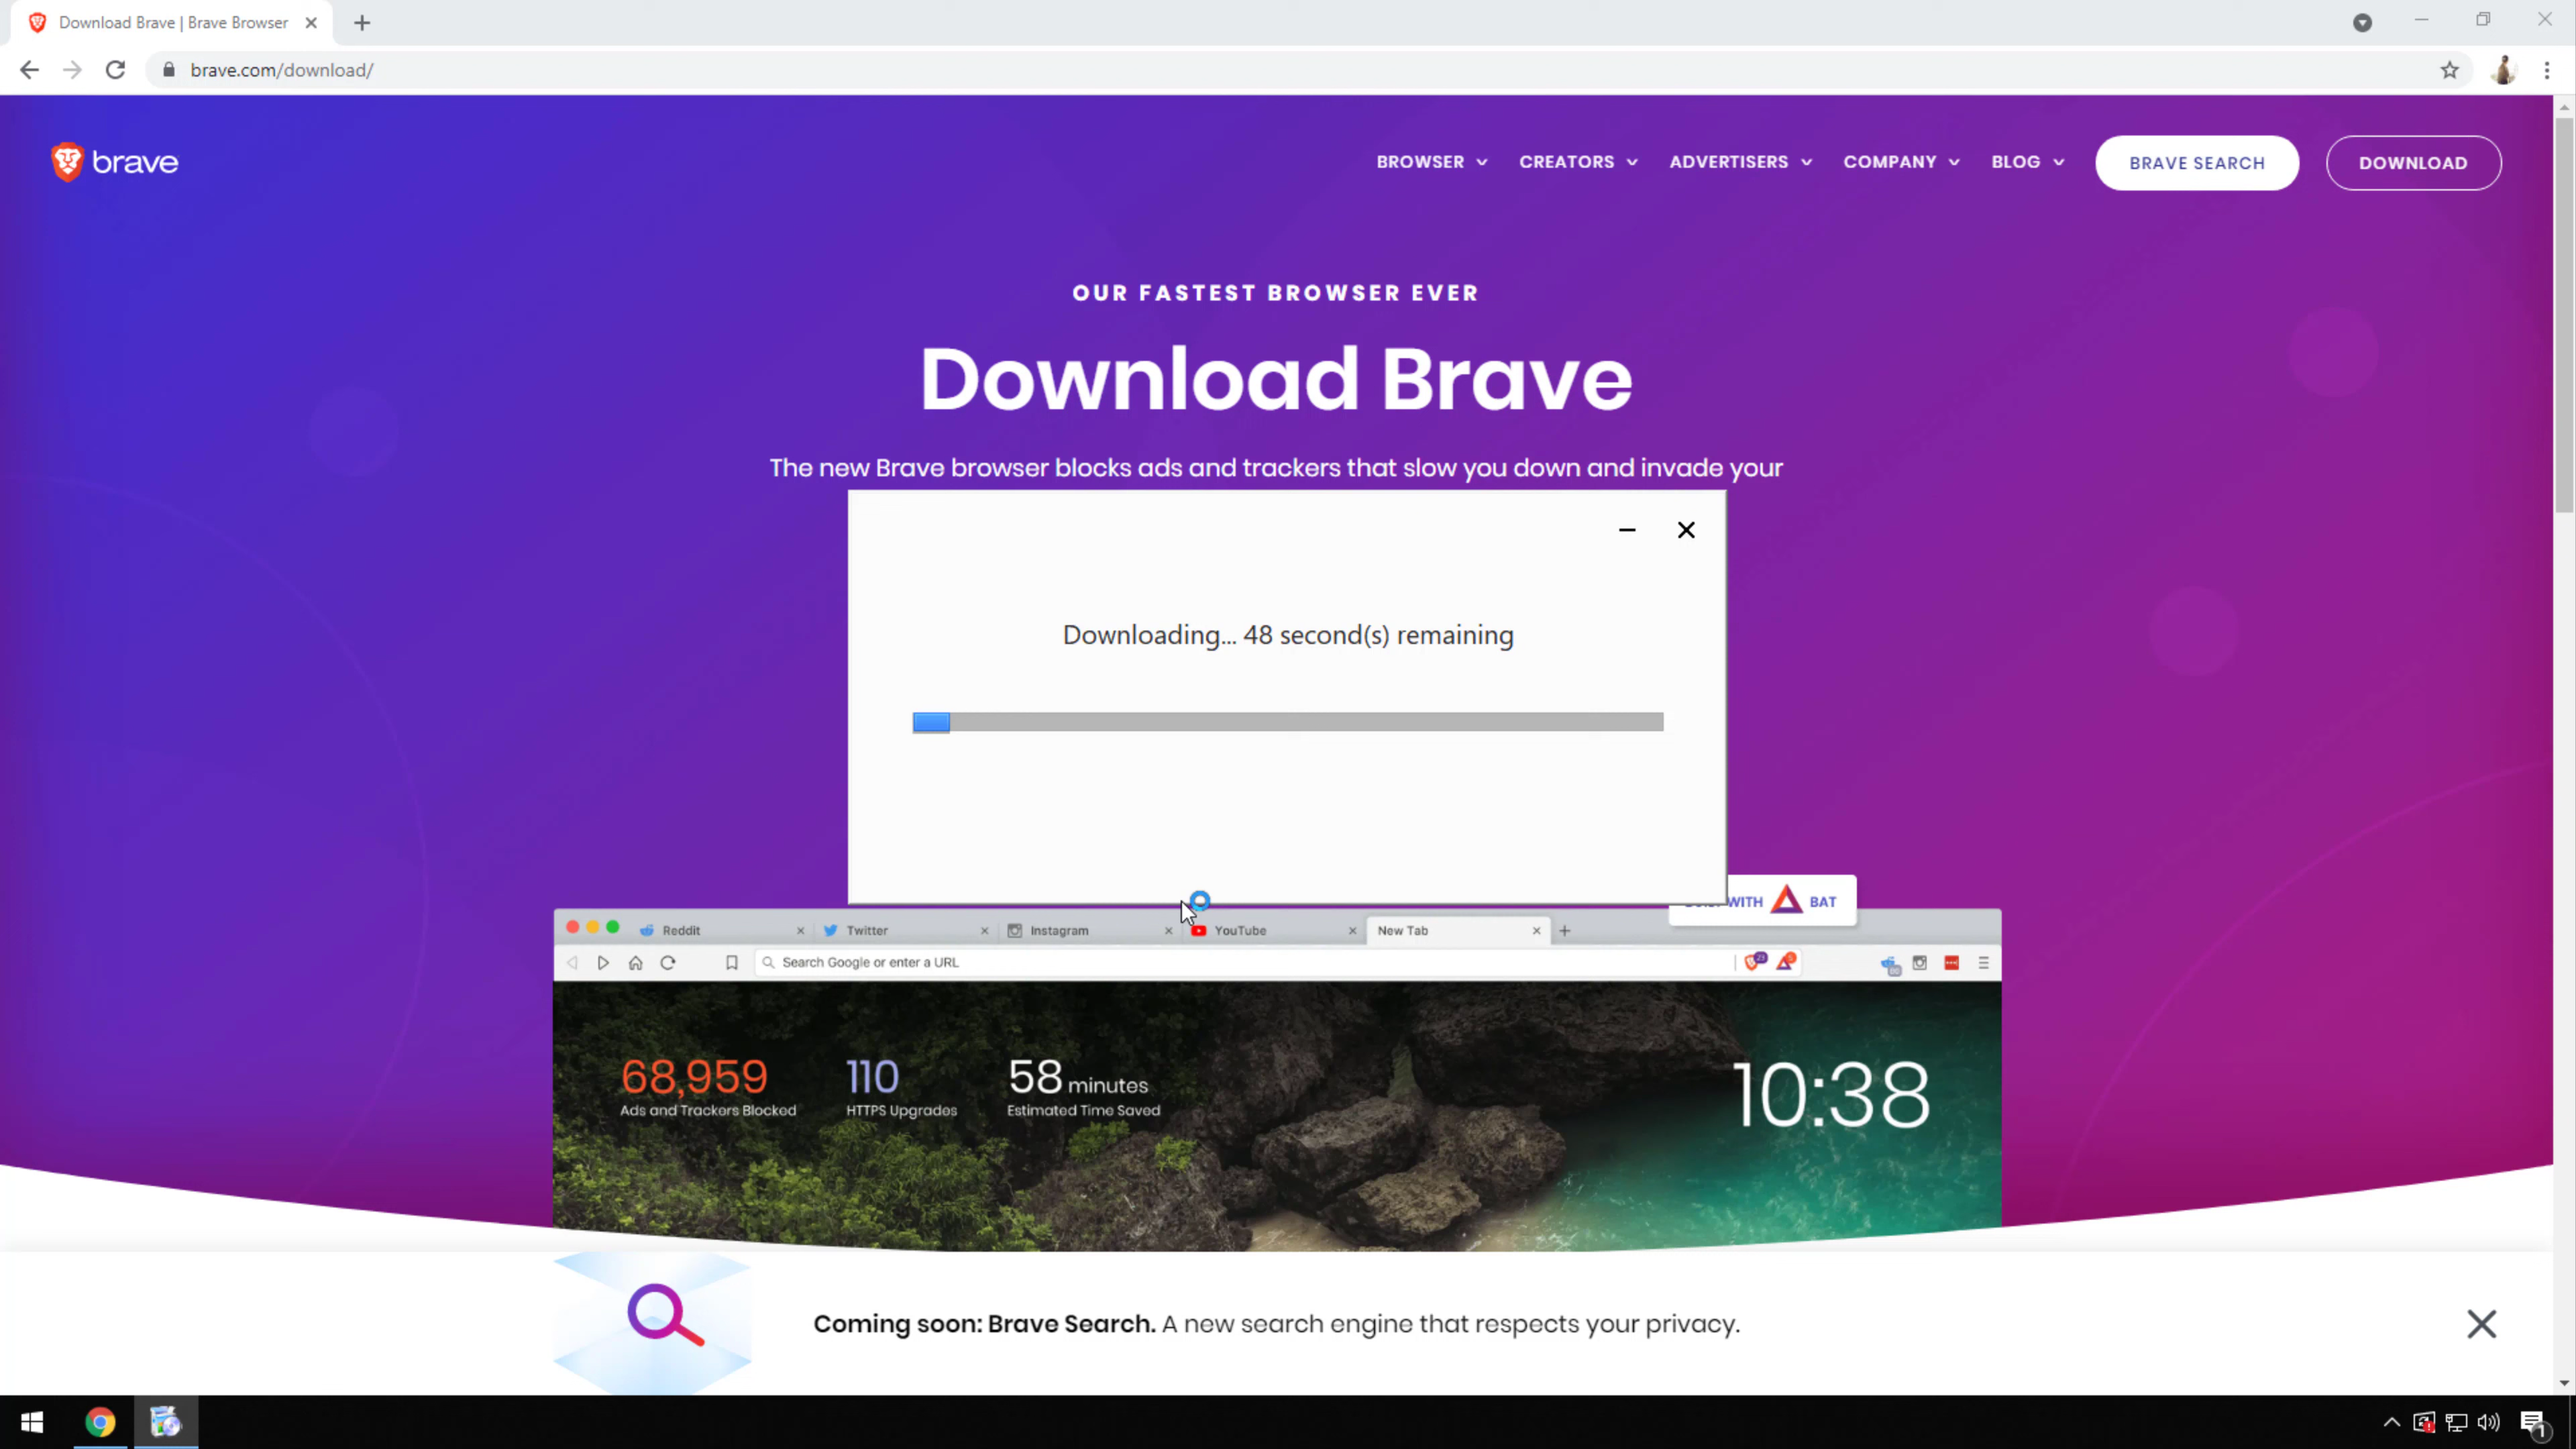 Download Brave | Brave Browser
brave.com/download/
brave
BROWSER
CREATORS
ADVERTISERS
COMPANY
BLOG
BRAVE SEARCH
DOWNLOAD
OUR FASTEST BROWSER EVER
Download Brave
The new Brave browser blocks ads and trackers that slow you down and invade your
Downloading... 48 second(s) remaining
WITH BAT
Reddit
Twitter
Instagram
YouTube
New Tab
Search Google or enter a URL
68,959
Ads and Trackers Blocked
110
HTTPS Upgrades
58 minutes
Estimated Time Saved
10:38
Coming soon: Brave Search. A new search engine that respects your privacy.
1